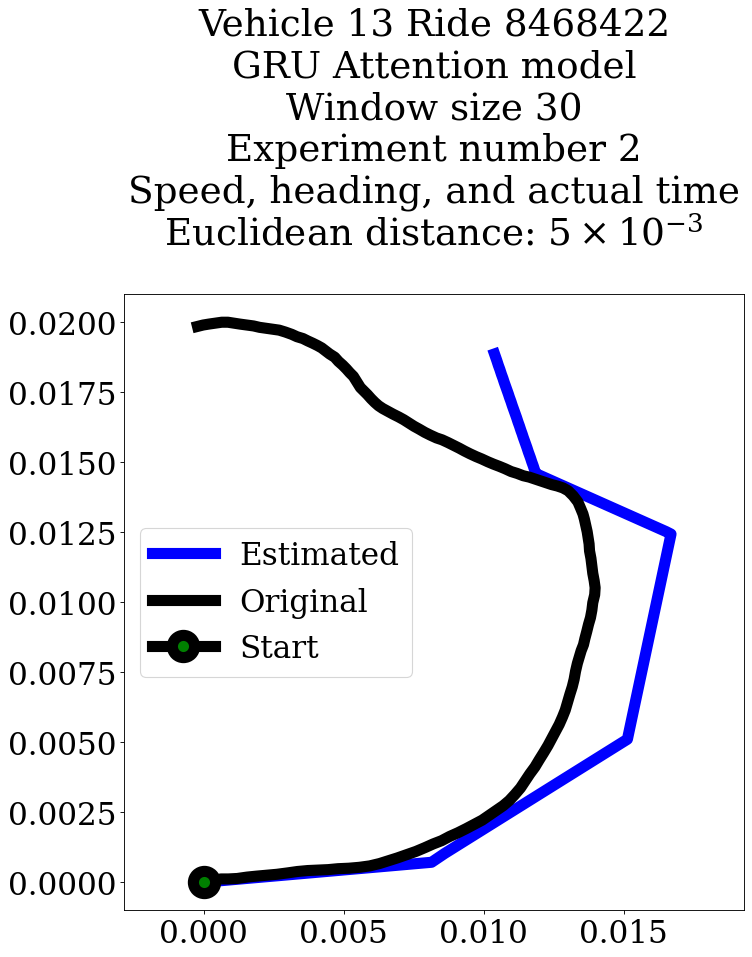 Vehicle 13 Ride 8468422
GRU Attention model
Window size 30
Experiment number 2
Speed, heading, and actual time
Euclidean distance: $5 \times 10^{-3}$
0.0200
0.0175
0.0150
0.0125
0.0100
0.0075
0.0050
0.0025
0.0000
Estimated
Original
Start
0.000 0.005 0.010 0.015